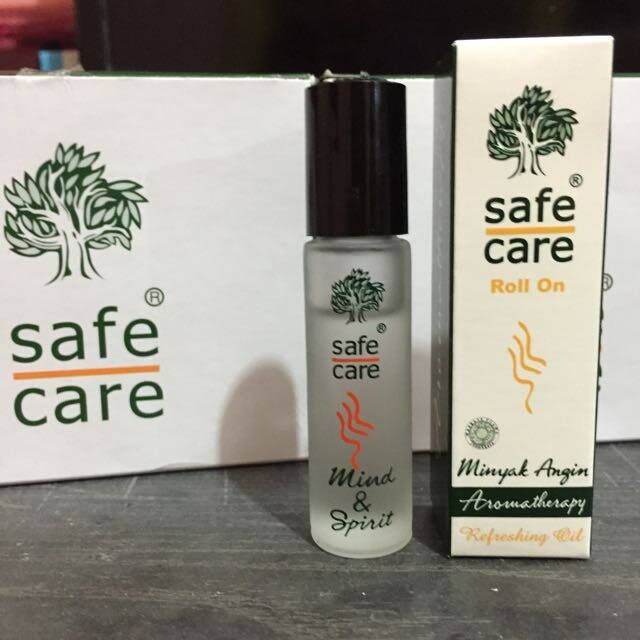 safe
care
®
safe
care
®
Mind
&
Spirit
safe
care
®
Roll On
Minyak Angin
Aromatherapy
Refreshing Oil
®